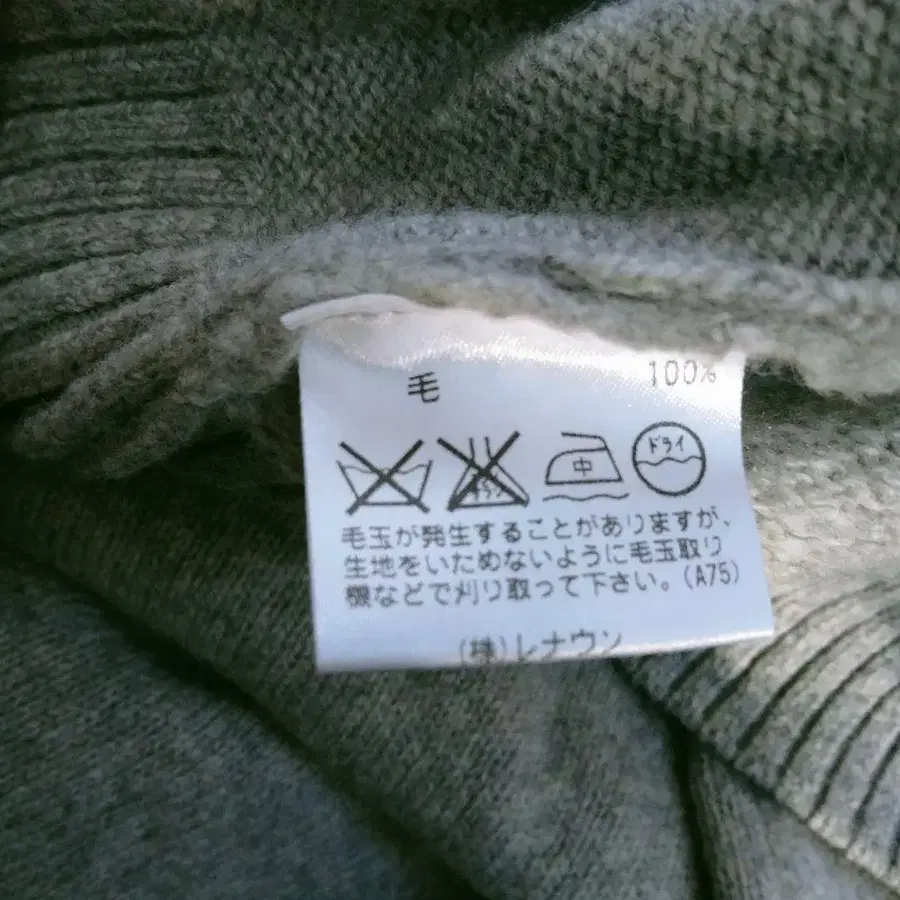 毛 100%
中 ドライ
毛玉が発生することがありますが、
生地をいためないように毛玉取り
機などで刈り取って下さい。(A75)
(株)レナウン